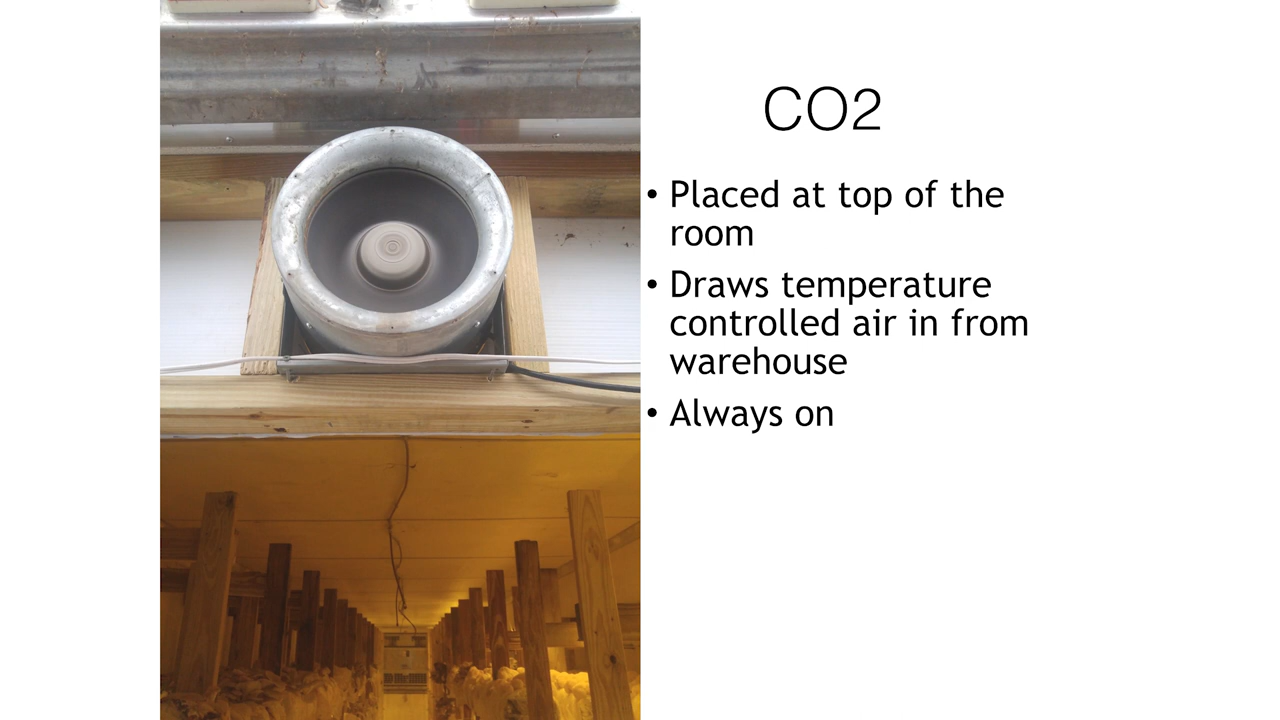 CO2
• Placed at top of the
room
• Draws temperature
controlled air in from
warehouse
• Always on